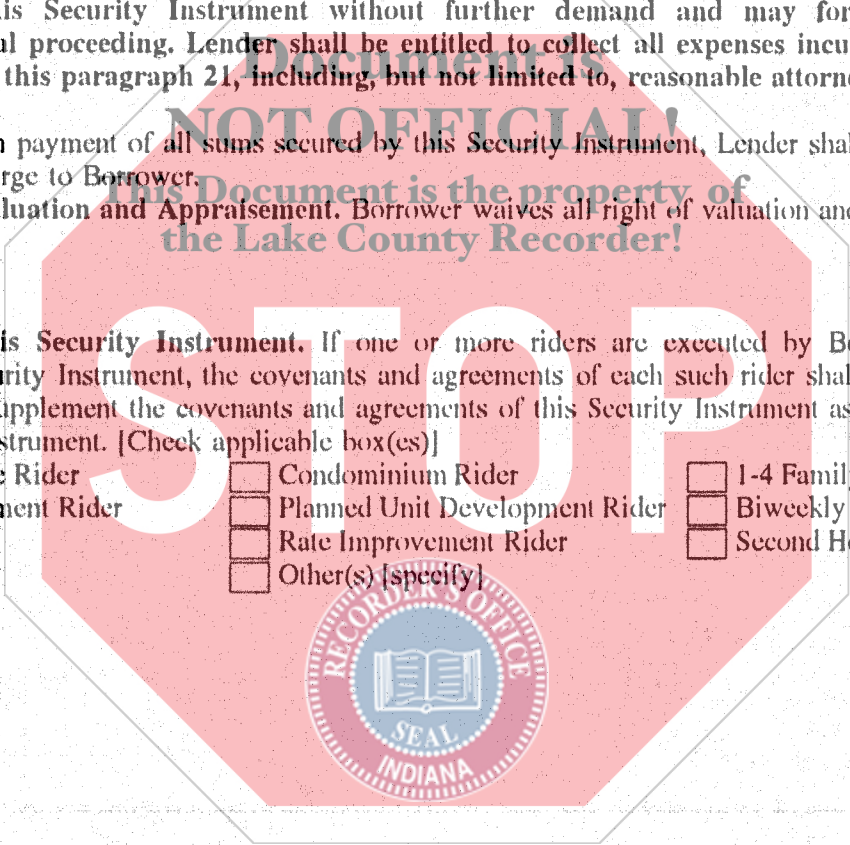 is Security Instrument without further demand and may for
al proceeding. Lender shall be entitled to collect all expenses incu
this paragraph 21, including, but not limited to, reasonable attorn
Document is
NOT OFFICIAL!
payment of all sums secured by this Security Instrument, Lender shal
rge to Borrower.
This Document is the property of
luation and Appraisement. Borrower waives all right of valuation and
the Lake County Recorder!
STOP
is Security Instrument. If one or more riders are executed by B
rity Instrument, the covenants and agreements of each such rider shal
upplement the covenants and agreements of this Security Instrument as
strument. [Check applicable box(es)]
e Rider Condominium Rider 1-4 Family
ment Rider Planned Unit Development Rider Biweekly
Rate Improvement Rider Second H
Other(s) [specify]
RECORDER'S OFFICE
SEAL
INDIANA